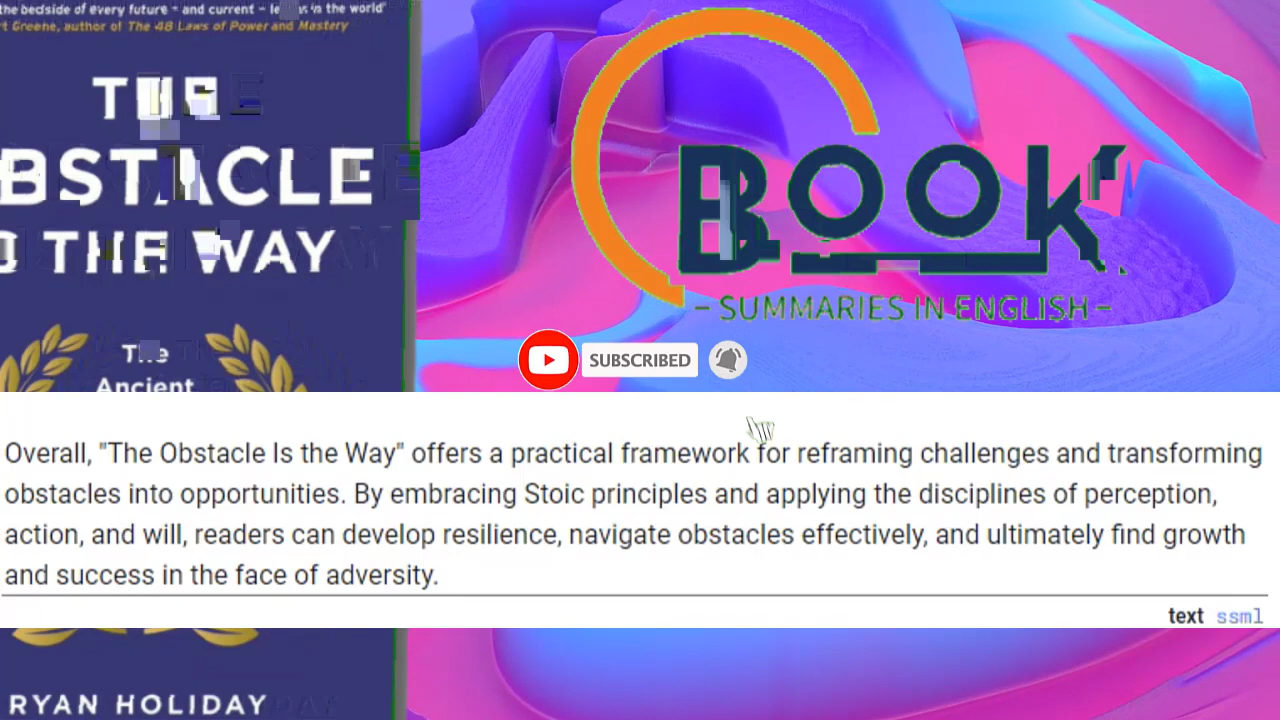 the bedside of every future - and current - in the world"
t Greene, author of The 48 Laws of Power and Mastery
THE
BSTACLE
THE WAY
The
Ancient
RYAN HOLIDAY
BOOK
– SUMMARIES IN ENGLISH –
SUBSCRIBED
Overall, "The Obstacle Is the Way" offers a practical framework for reframing challenges and transforming
obstacles into opportunities. By embracing Stoic principles and applying the disciplines of perception,
action, and will, readers can develop resilience, navigate obstacles effectively, and ultimately find growth
and success in the face of adversity.
text ssml